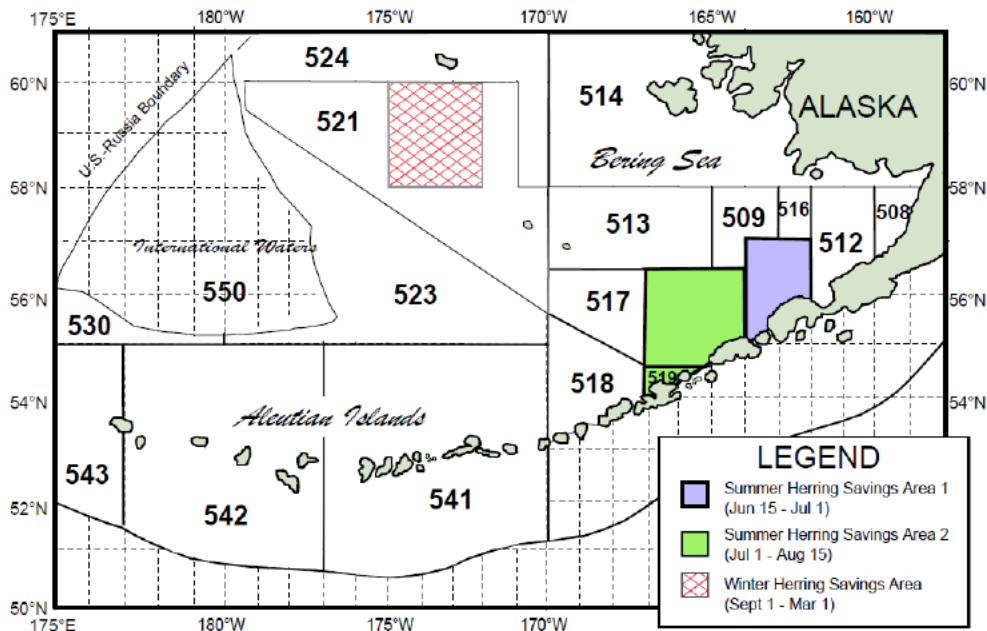 175°E 180°W 175°W 170°W 165°W 160°W
60°N 524 514 60°N
ALASKA
521
U.S.-Russia Boundary
Bering Sea
58°N 58°N
513 509 516 508
512
International Waters
550 523 517
56°N 56°N
530
518 519
54°N Aleutian Islands 54°N
543 542 541
52°N
50°N
175°E 180°W 175°W 170°W 165°W 160°W
LEGEND
Summer Herring Savings Area 1
(Jun 15 - Jul 1)
Summer Herring Savings Area 2
(Jul 1 - Aug 15)
Winter Herring Savings Area
(Sept 1 - Mar 1)